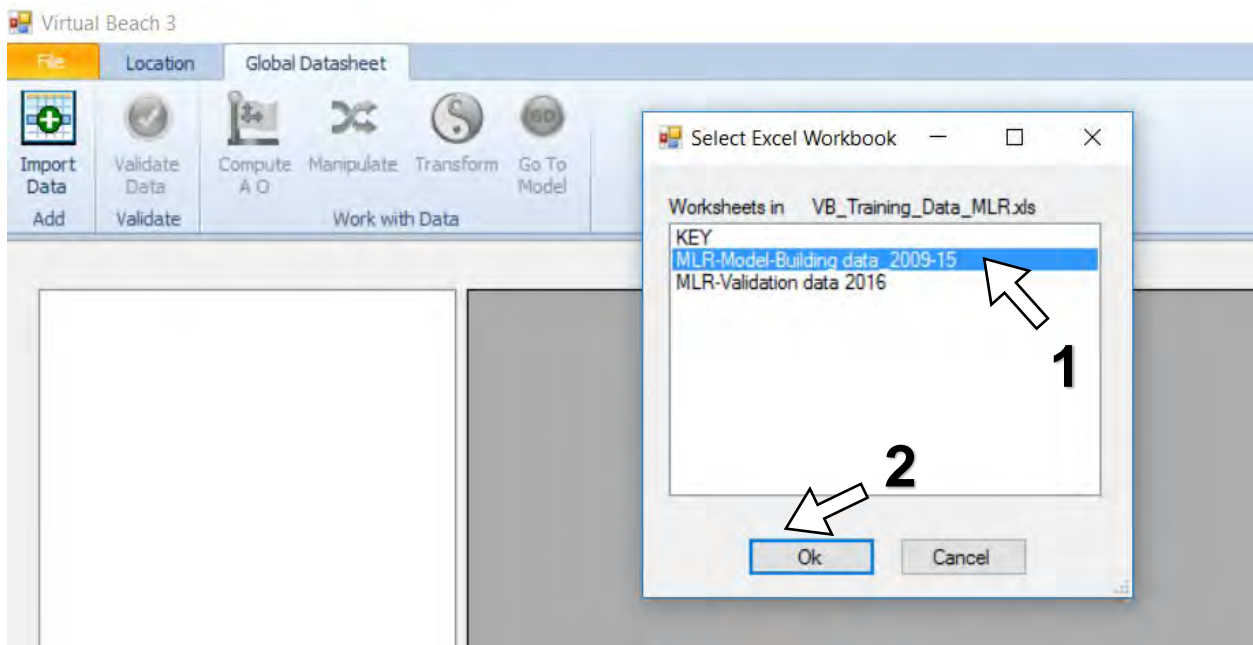 Virtual Beach 3
File Location Global Datasheet
Import Data
Validate Data
Compute A O
Manipulate
Transform
Go To Model
Add Validate Work with Data
Select Excel Workbook
Worksheets in VB_Training_Data_MLR.xls
KEY
MLR-Model-Building data_2009-15
MLR-Validation data 2016
1
2
Ok Cancel
GO